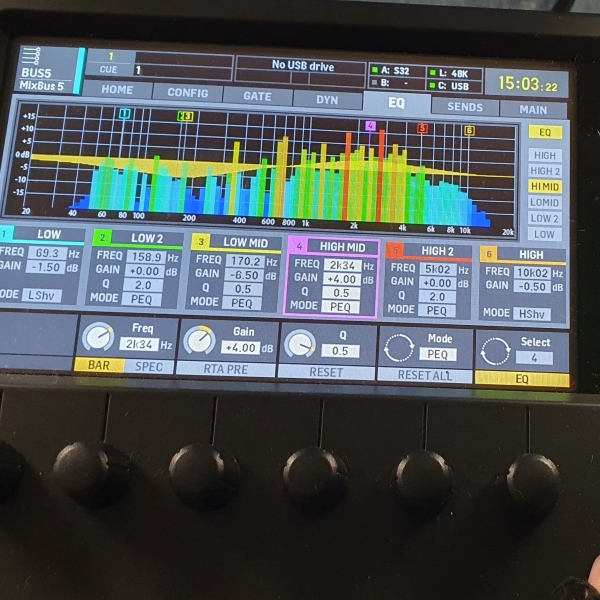 BUS5
MixBus 5
1
CUE 1
No USB drive
A: S32 L: 48K
B: - C: USB
15:03:22
HOME CONFIG GATE DYN EQ SENDS MAIN
+15
+10
+5
0 dB
-5
-10
-15
1 2 3 4 5 6
20 40 60 80 100 200 400 600 800 1k 2k 4k 6k 8k 10k 20k
EQ
HIGH
HIGH 2
HI MID
LOMID
LOW 2
LOW
1 LOW
FREQ 69.3 Hz
GAIN -1.50 dB
ODE LShv
2 LOW 2
FREQ 158.9 Hz
GAIN +0.00 dB
Q 2.0
MODE PEQ
3 LOW MID
FREQ 170.2 Hz
GAIN -6.50 dB
Q 0.5
MODE PEQ
4 HIGH MID
FREQ 2k34 Hz
GAIN +4.00 dB
Q 0.5
MODE PEQ
5 HIGH 2
FREQ 5k02 Hz
GAIN +0.00 dB
Q 2.0
MODE PEQ
6 HIGH
FREQ 10k02 Hz
GAIN -0.50 dB
MODE HShv
Freq
2k34 Hz
Gain
+4.00 dB
Q
0.5
Mode
PEQ
Select
4
BAR SPEC RTA PRE RESET RESET ALL EQ